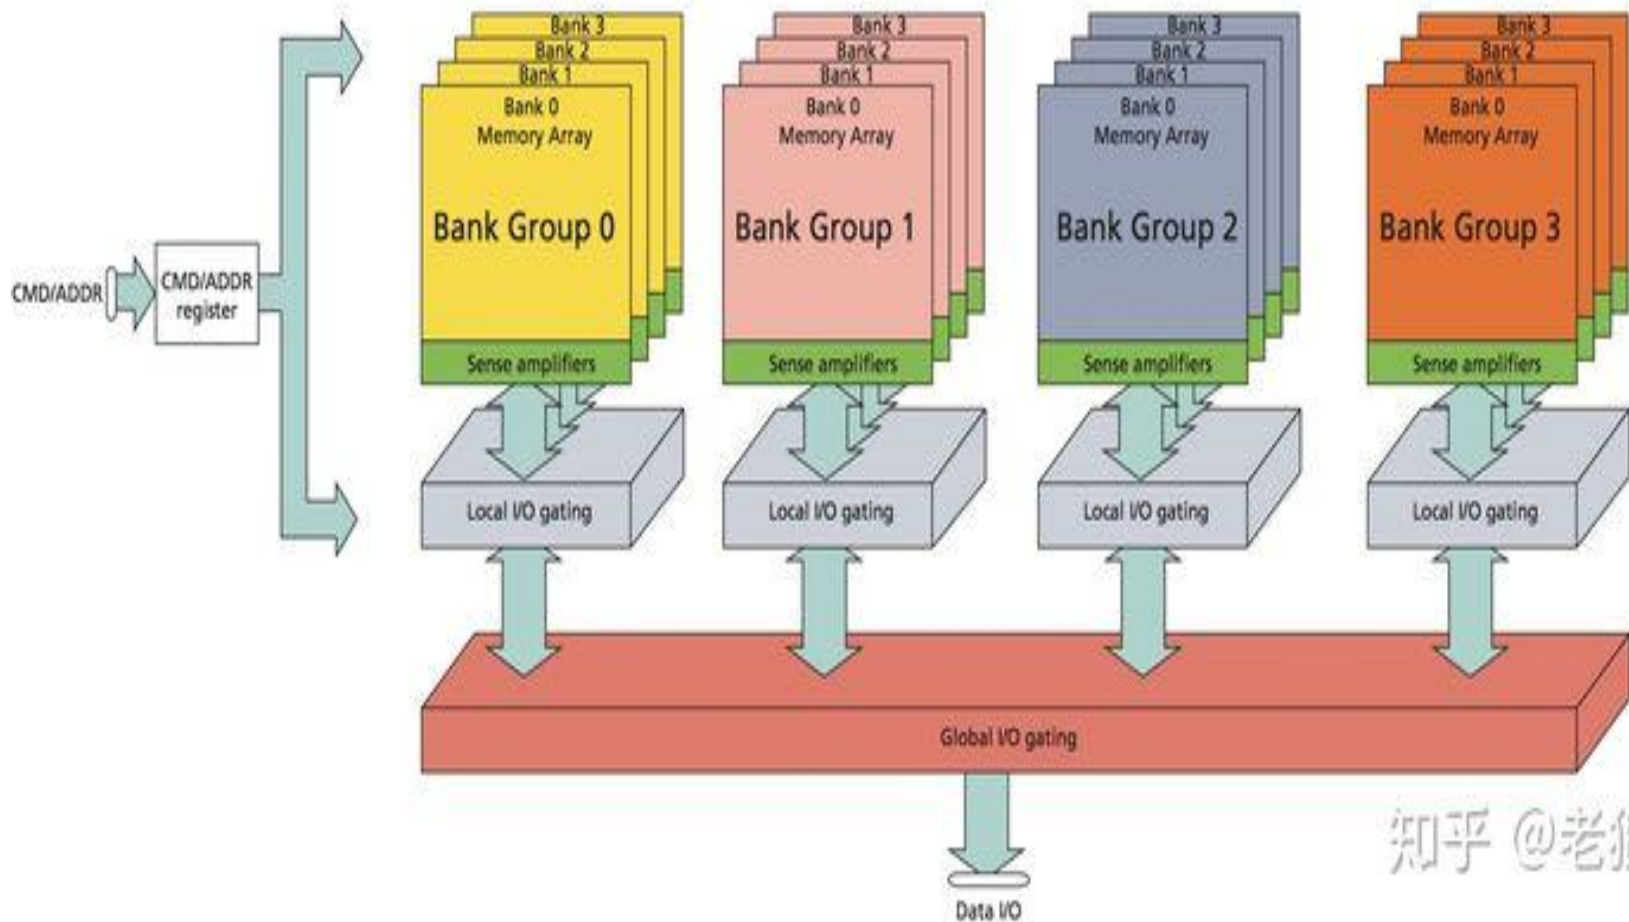 Bank 3
Bank 2
Bank 1
Bank 0
Memory Array
Bank Group 0
Sense amplifiers
Bank 3
Bank 2
Bank 1
Bank 0
Memory Array
Bank Group 1
Sense amplifiers
Bank 3
Bank 2
Bank 1
Bank 0
Memory Array
Bank Group 2
Sense amplifiers
Bank 3
Bank 2
Bank 1
Bank 0
Memory Array
Bank Group 3
Sense amplifiers
CMD/ADDR
CMD/ADDR
register
Local I/O gating
Local I/O gating
Local I/O gating
Local I/O gating
Global I/O gating
Data I/O
知乎 @老